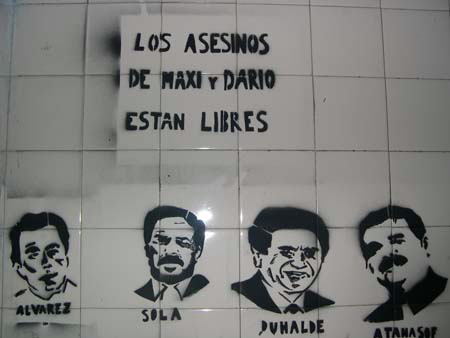 LOS ASESINOS
DE MAXI Y DARIO
ESTAN LIBRES
ALVAREZ
SOLA
DUHALDE
ATANASOF